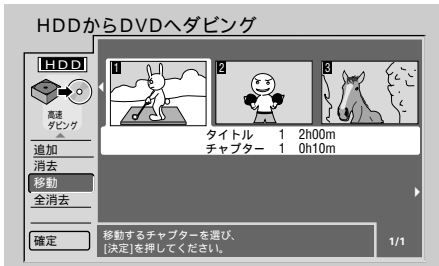 HDDからDVDへダビング
HDD
高速
ダビング
追加
消去
移動
全消去
確定
1
2
3
タイトル 1 2h00m
チャプター 1 0h10m
移動するチャプターを選び、
[決定]を押してください。
1/1